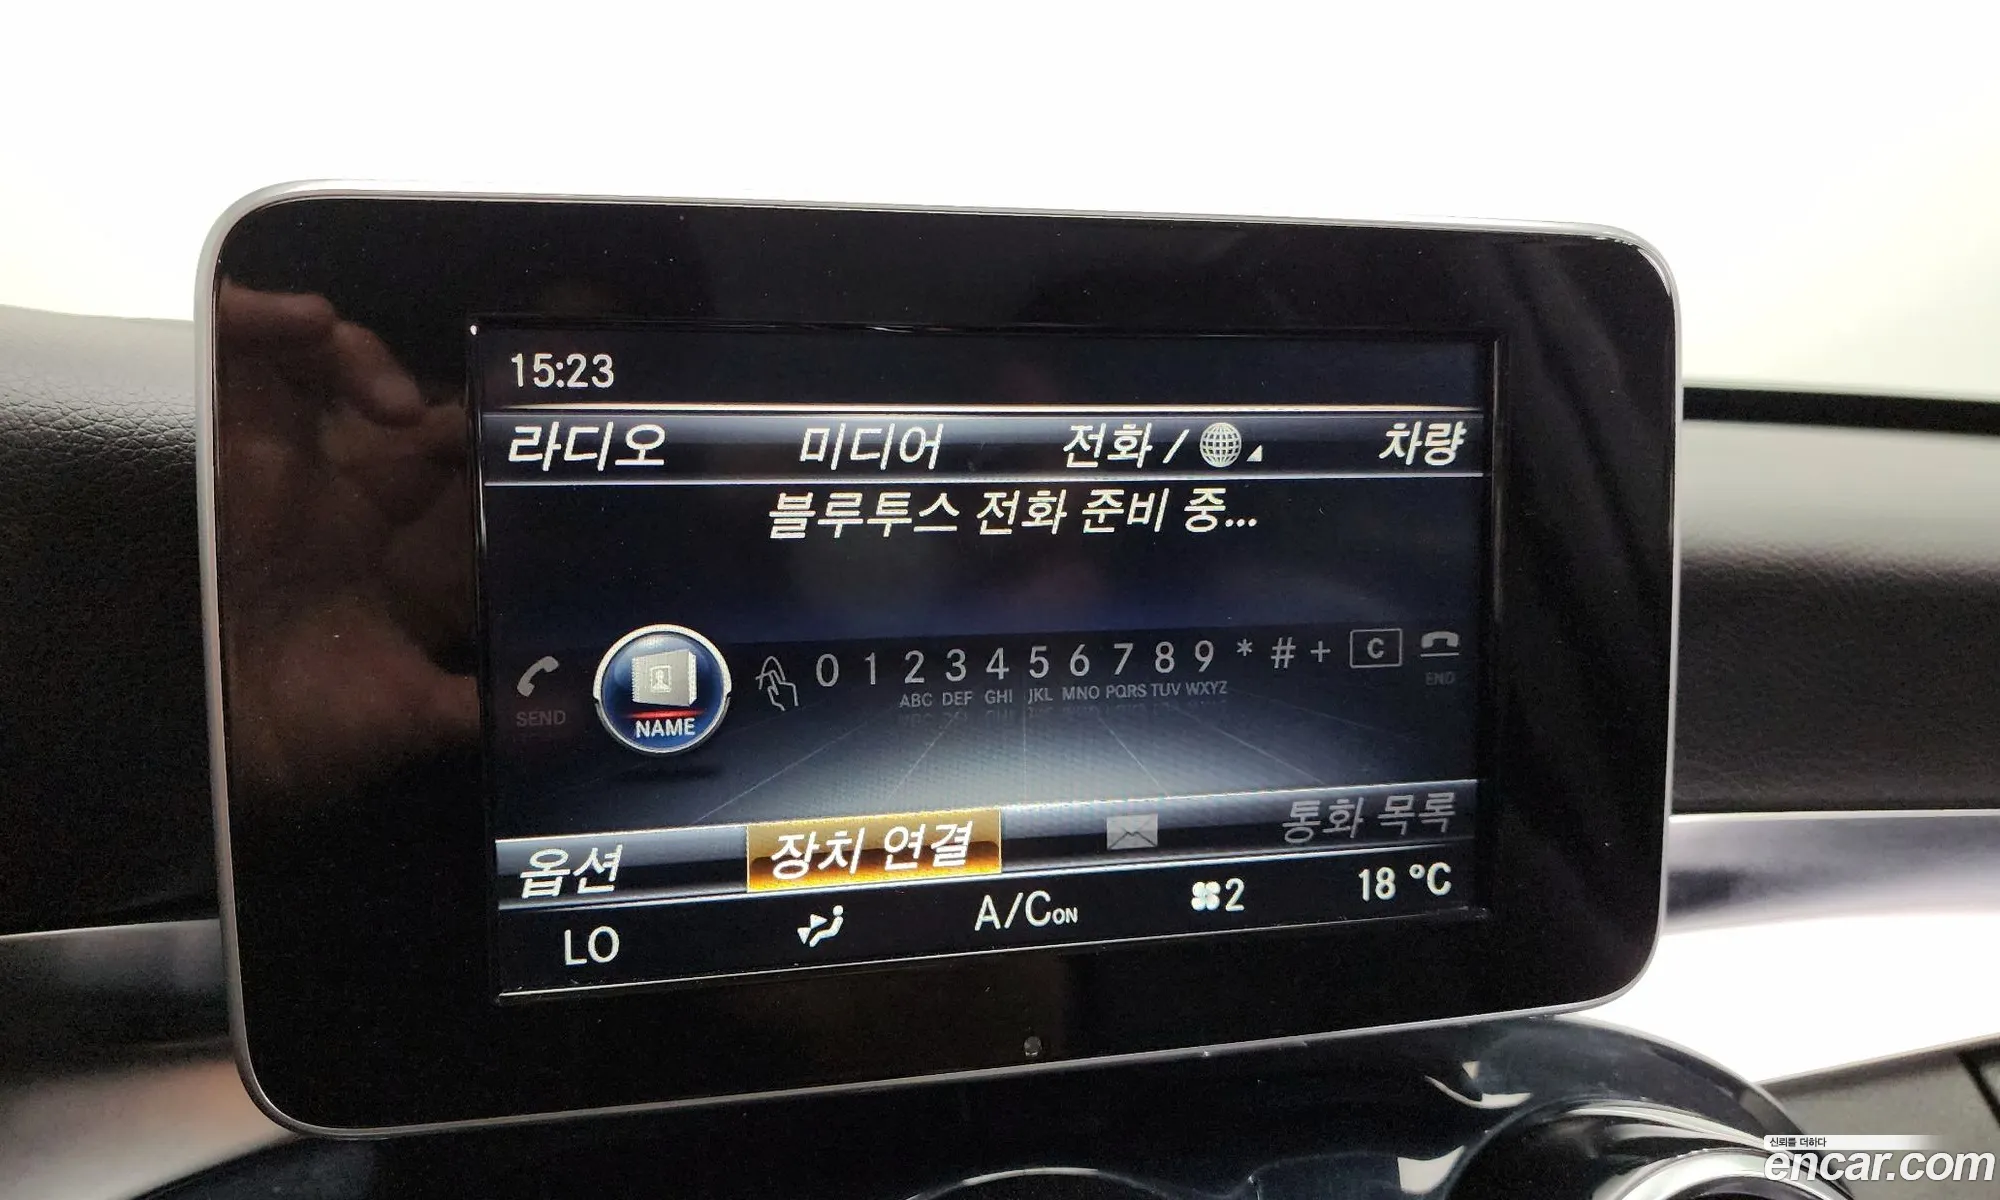 15:23
라디오 미디어 전화 / 차량
블루투스 전화 준비 중...
SEND NAME 0 1 2 3 4 5 6 7 8 9 * # + C END
ABC DEF GHI JKL MNO PQRS TUV WXYZ
옵션 장치 연결 통화 목록
LO A/C ON 2 18 °C
신뢰를 더하다
encar.com